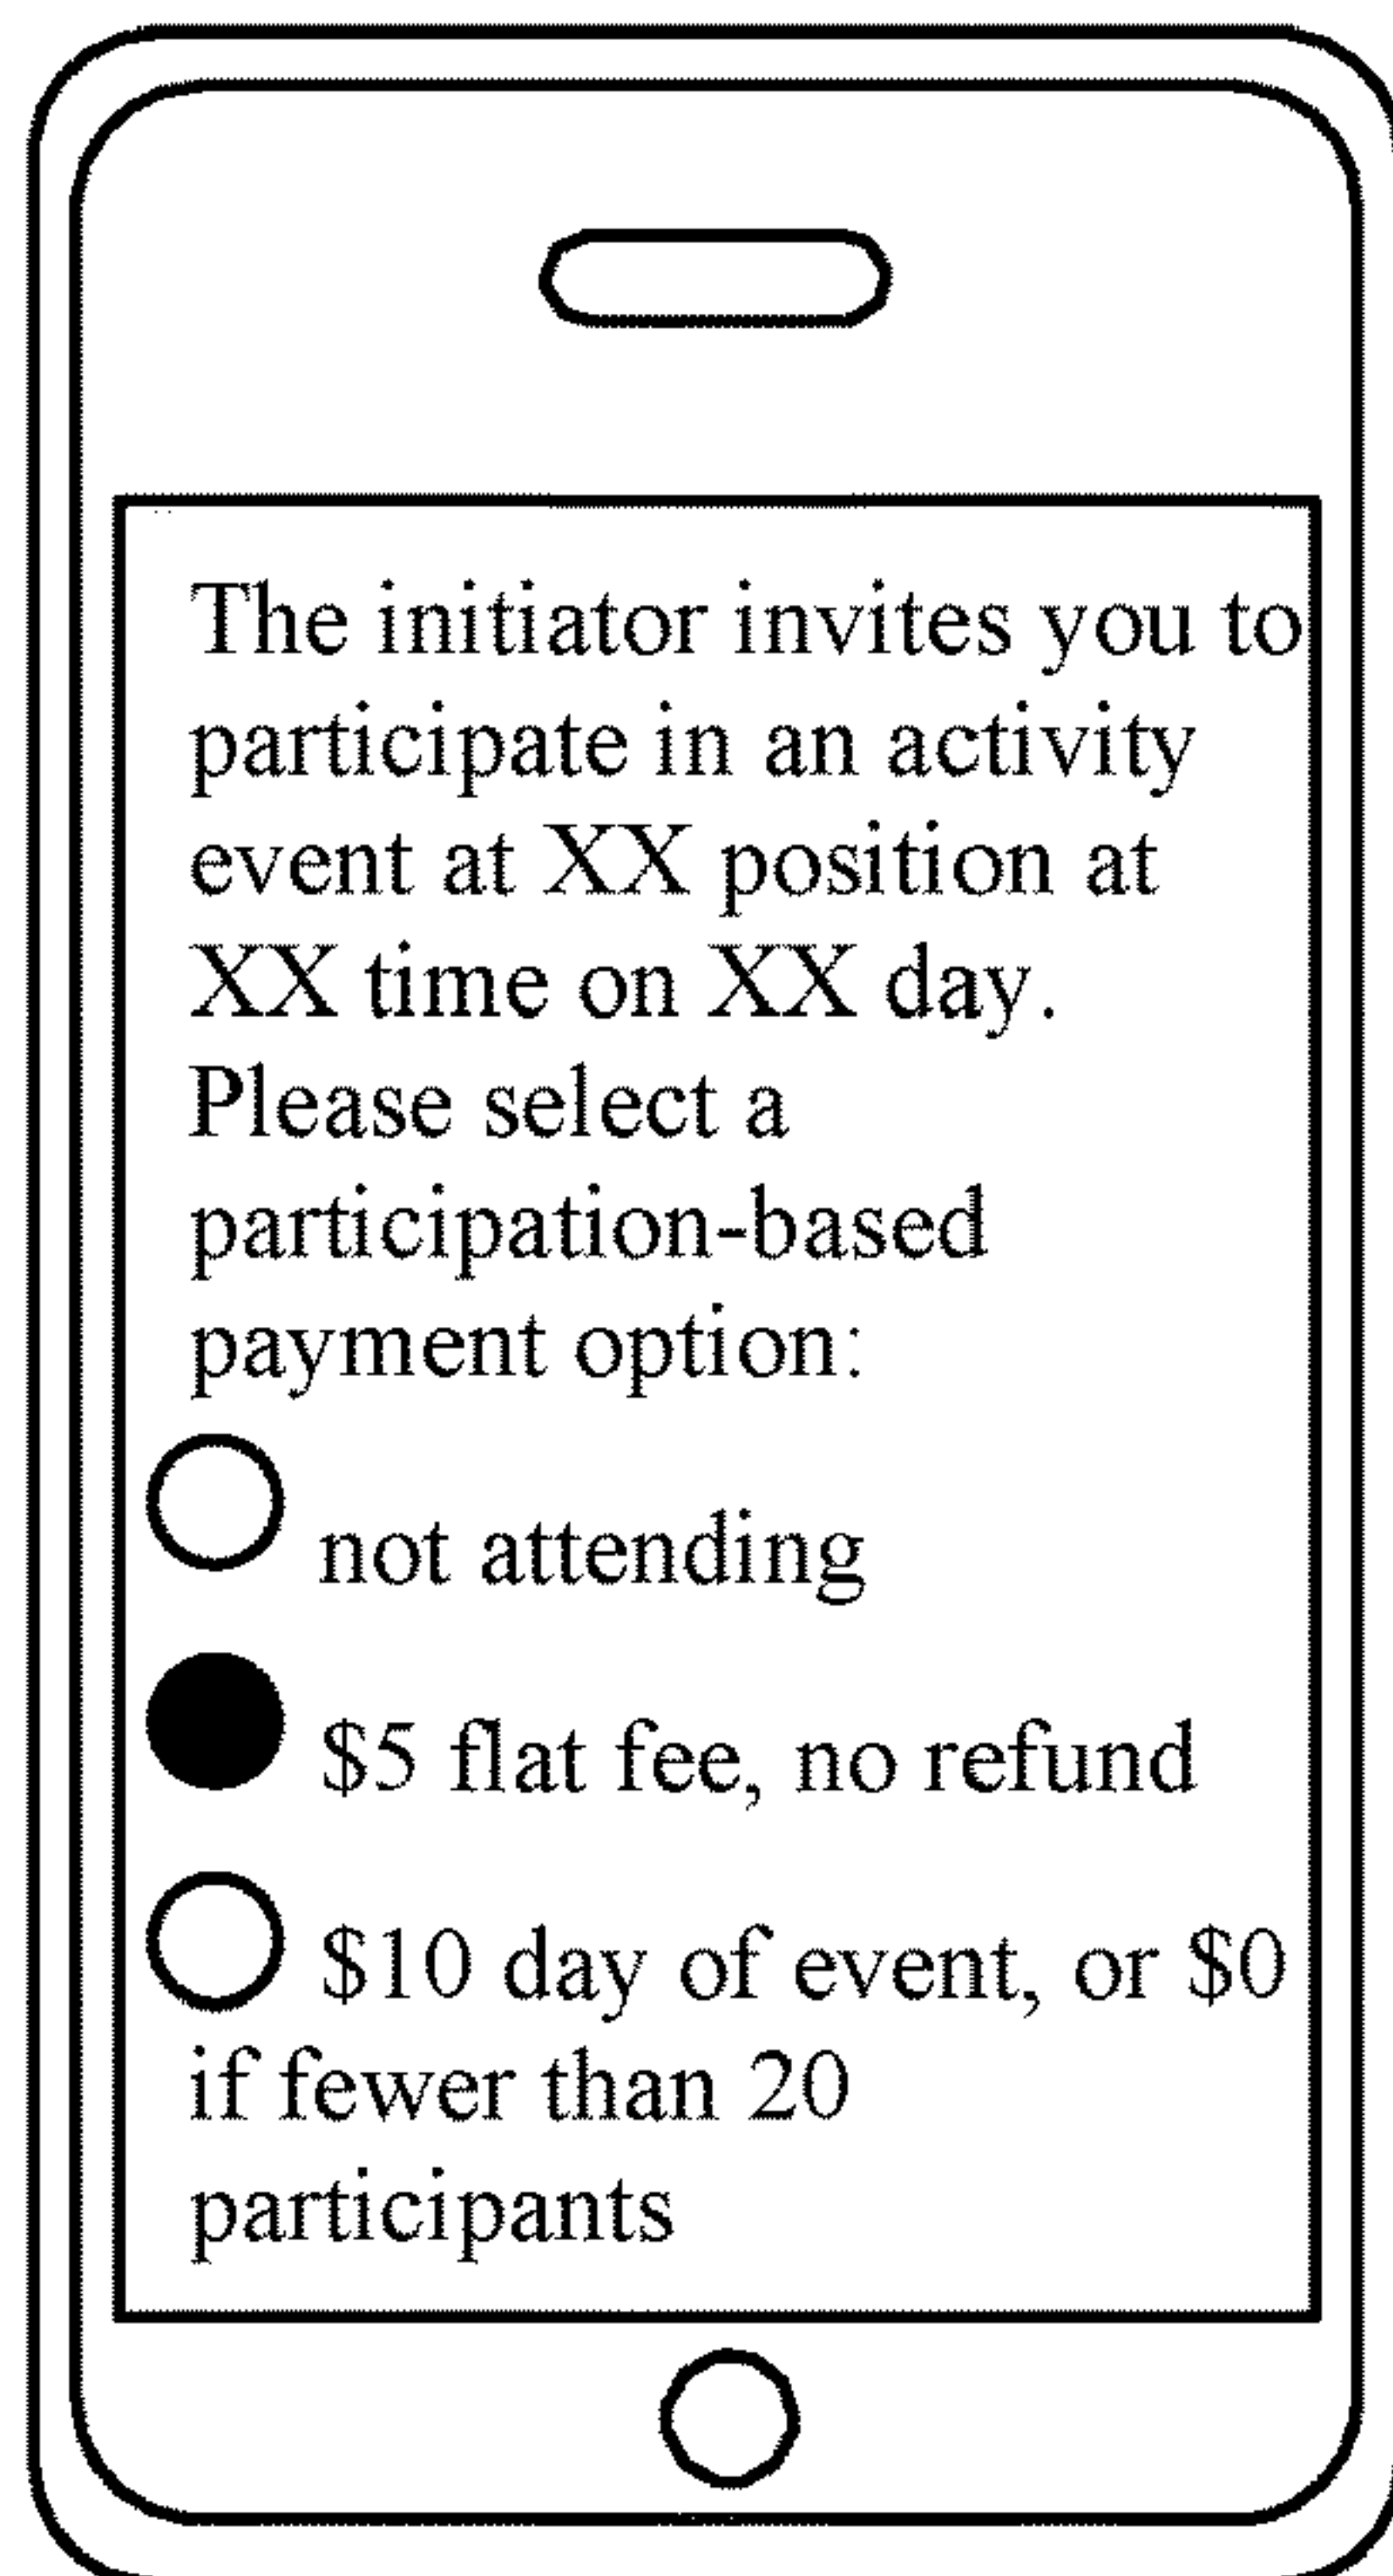 The initiator invites you to
participate in an activity
event at XX position at
XX time on XX day.
Please select a
participation-based
payment option:
not attending
$5 flat fee, no refund
$10 day of event, or $0
if fewer than 20
participants